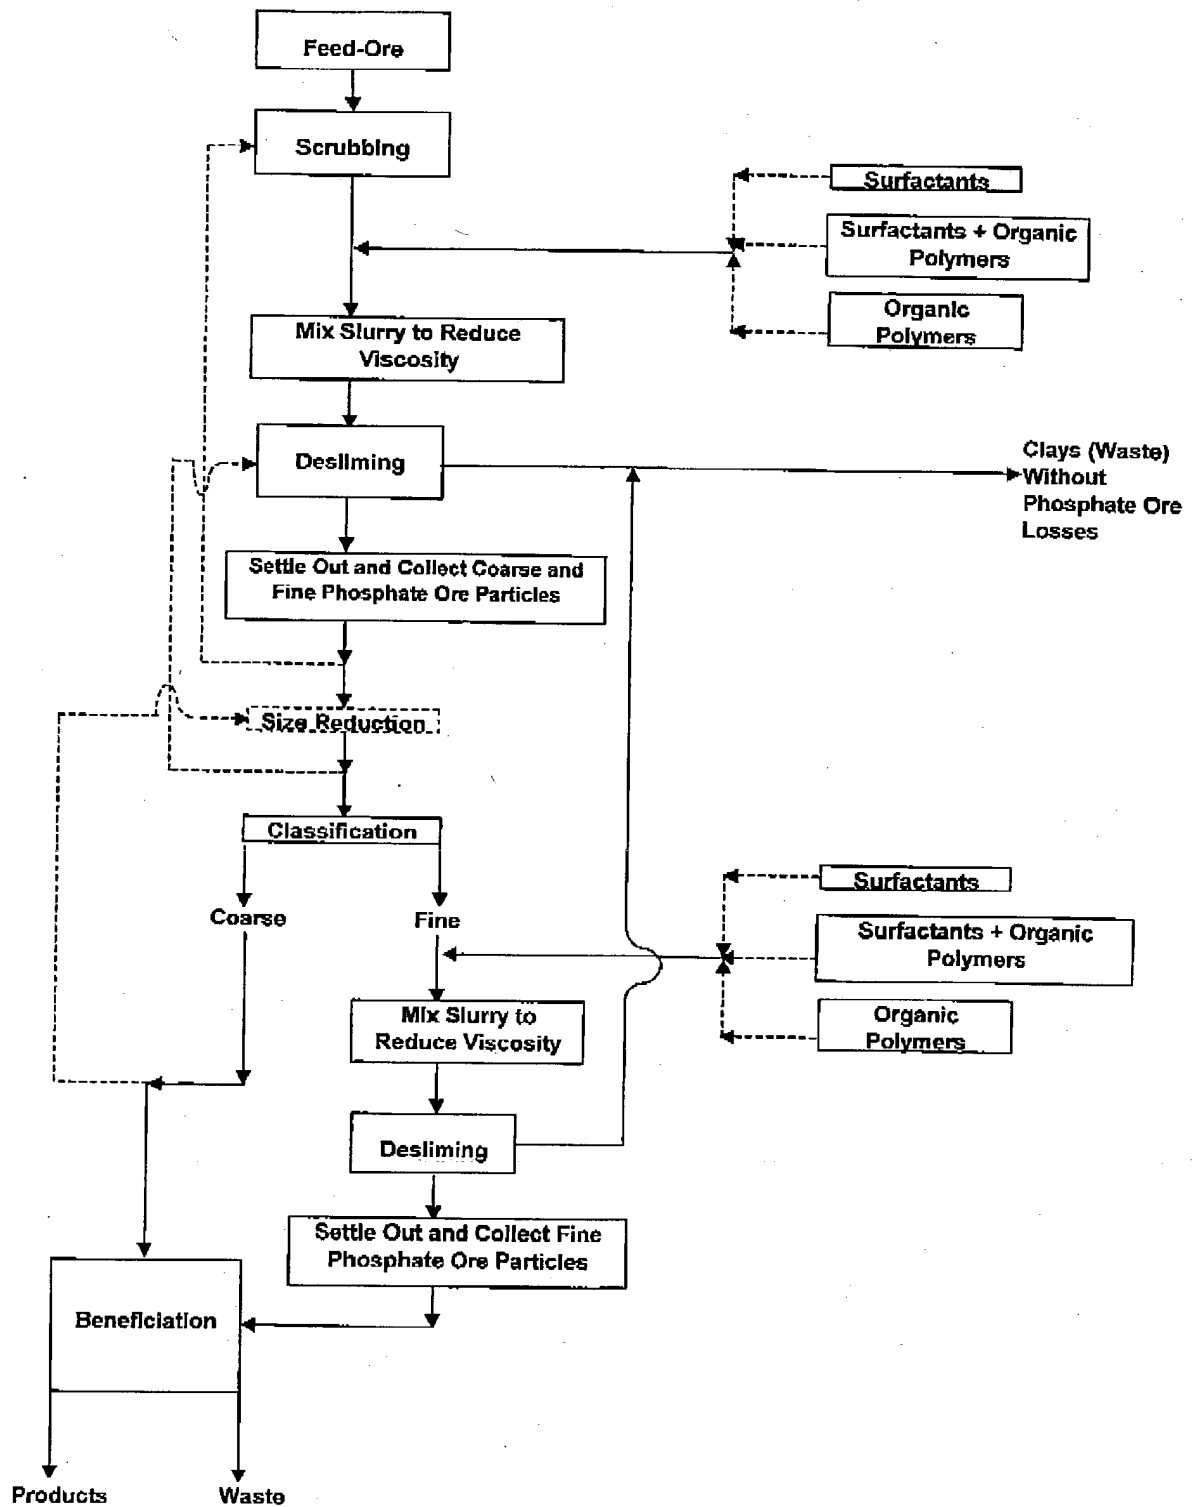 Feed-Ore
Scrubbing
Surfactants
Surfactants + Organic
Polymers
Organic
Polymers
Mix Slurry to Reduce
Viscosity
Desliming
Clays (Waste)
Without
Phosphate Ore
Losses
Settle Out and Collect Coarse and
Fine Phosphate Ore Particles
Size Reduction
Classification
Coarse
Fine
Surfactants
Surfactants + Organic
Polymers
Organic
Polymers
Mix Slurry to
Reduce Viscosity
Desliming
Settle Out and Collect Fine
Phosphate Ore Particles
Beneficiation
Products
Waste